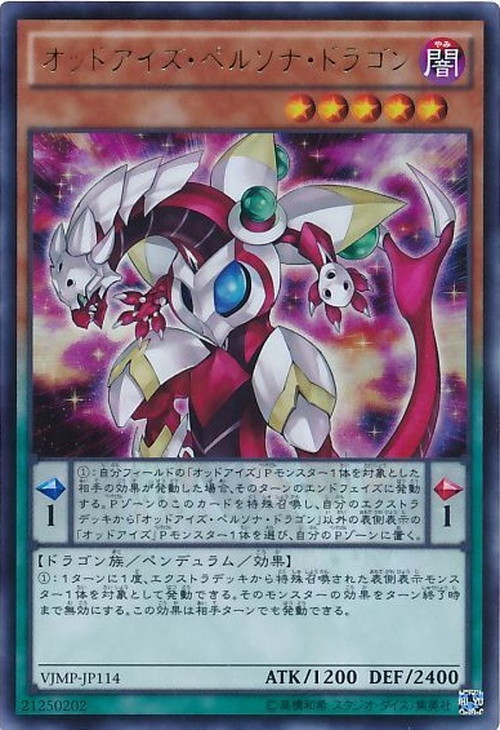 オッドアイズ・ペルソナ・ドラゴン
やみ
闇
①：自分フィールドの「オッドアイズ」Pモンスター1体を対象とした
相手の効果が発動した場合、そのターンのエンドフェイズに発動
する。Pゾーンのこのカードを特殊召喚し、自分のエクストラ
デッキから「オッドアイズ・ペルソナ・ドラゴン」以外の表側表示の
「オッドアイズ」Pモンスター1体を選び、自分のPゾーンに置く。
1
1
【ドラゴン族／ペンデュラム／効果】
①：1ターンに1度、エクストラデッキから特殊召喚された表側表示モンス
ター1体を対象として発動できる。そのモンスターの効果をターン終了時
まで無効にする。この効果は相手ターンでも発動できる。
VJMP-JP114
ATK/1200 DEF/2400
21250202
©高橋和希 スタジオ・ダイス/集英社